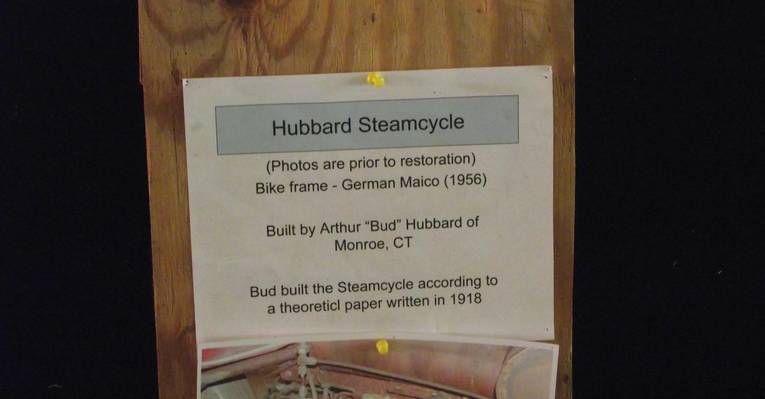 Hubbard Steamcycle
(Photos are prior to restoration)
Bike frame - German Maico (1956)
Built by Arthur “Bud” Hubbard of
Monroe, CT
Bud built the Steamcycle according to
a theoreticl paper written in 1918